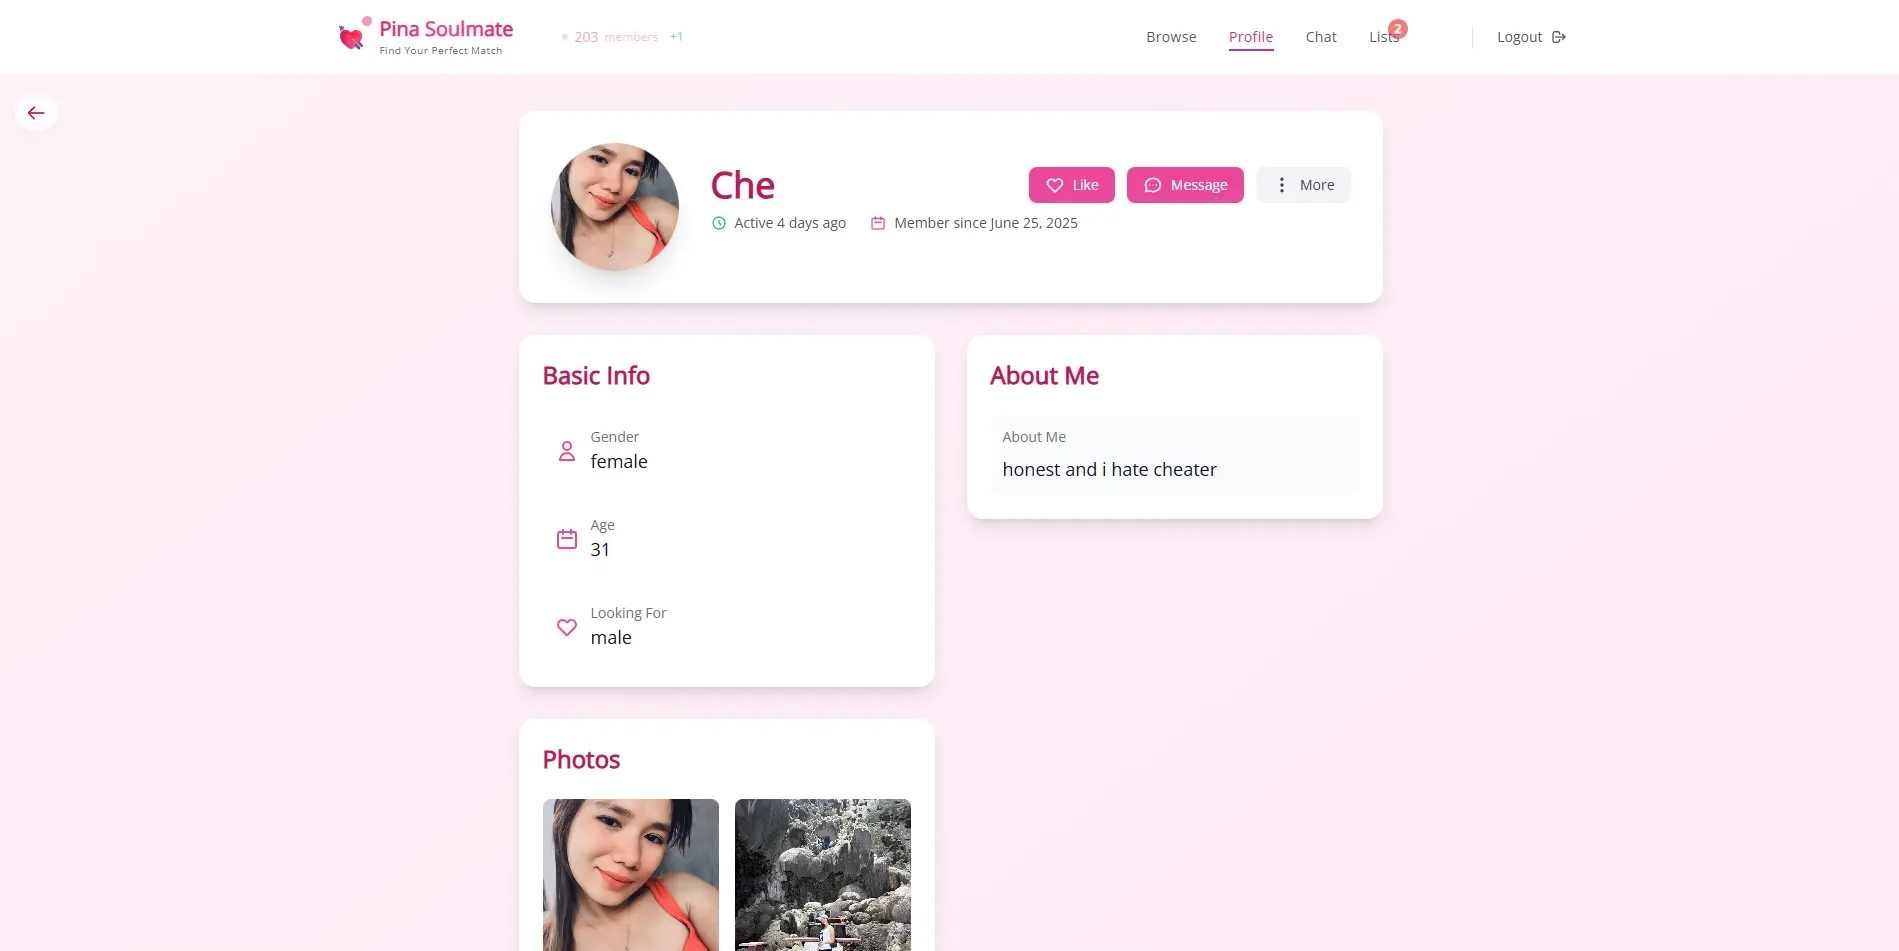 Pina Soulmate
Find Your Perfect Match
203 members +1
Browse
Profile
Chat
Lists
2
Logout
Che
Like
Message
More
Active 4 days ago
Member since June 25, 2025
Basic Info
Gender
female
Age
31
Looking For
male
About Me
About Me
honest and i hate cheater
Photos